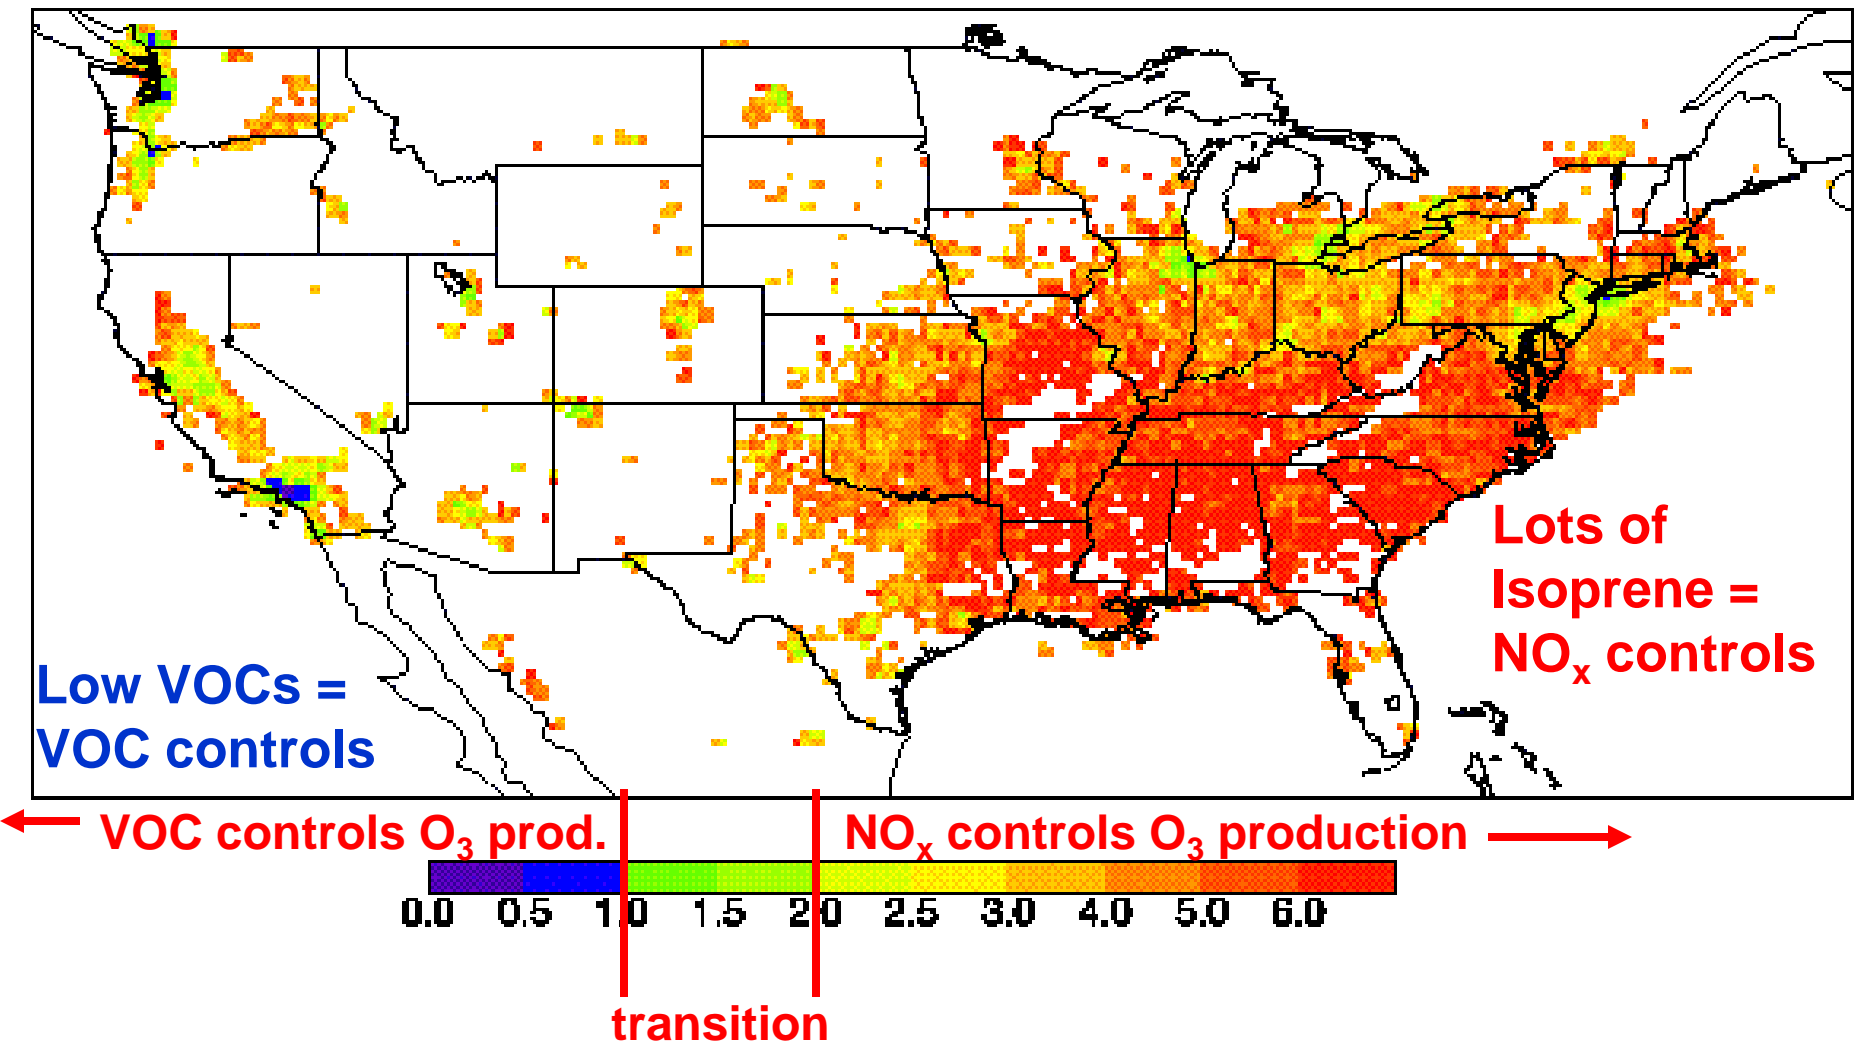 Lots of
Isoprene =
NOx controls
Low VOCs =
VOC controls
VOC controls O3 prod.
NOx controls O3 production
0.0 0.5 1.0 1.5 2.0 2.5 3.0 4.0 5.0 6.0
transition